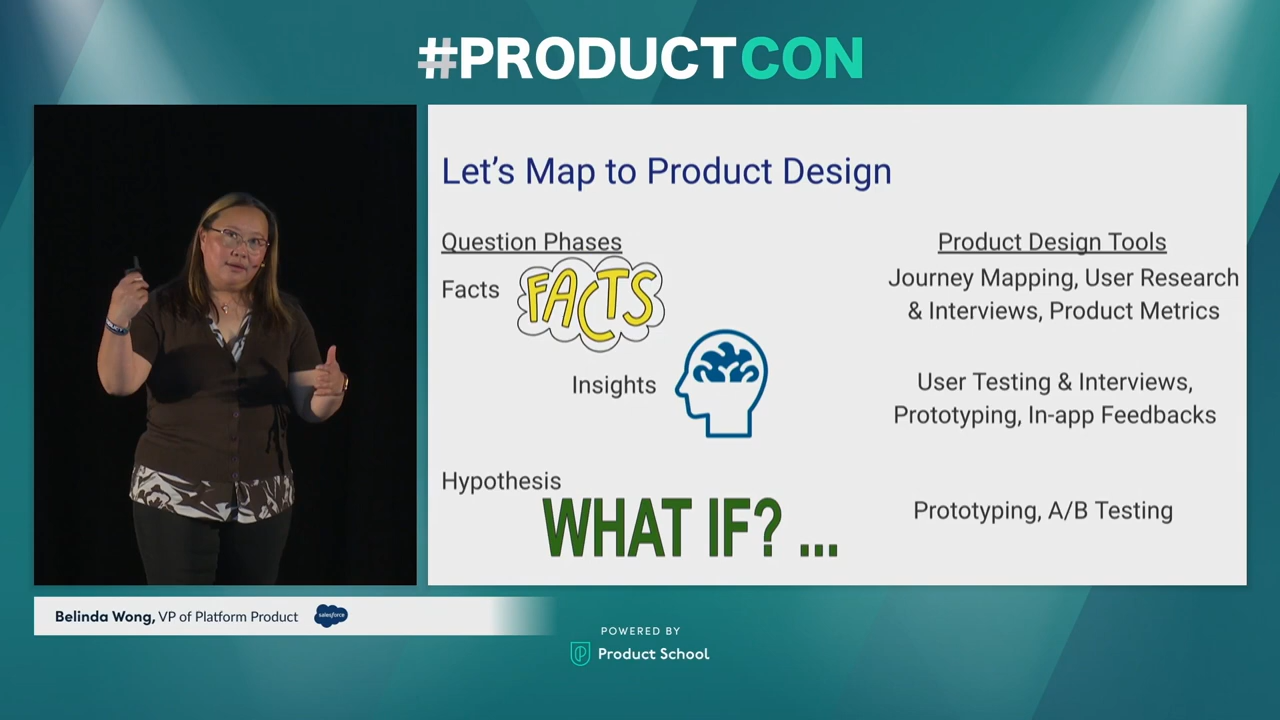 #PRODUCTCON
Let's Map to Product Design
Question Phases
Product Design Tools
Facts
FACTS
Journey Mapping, User Research
& Interviews, Product Metrics
Insights
User Testing & Interviews,
Prototyping, In-app Feedbacks
Hypothesis
WHAT IF? ...
Prototyping, A/B Testing
Belinda Wong, VP of Platform Product
salesforce
POWERED BY
Product School